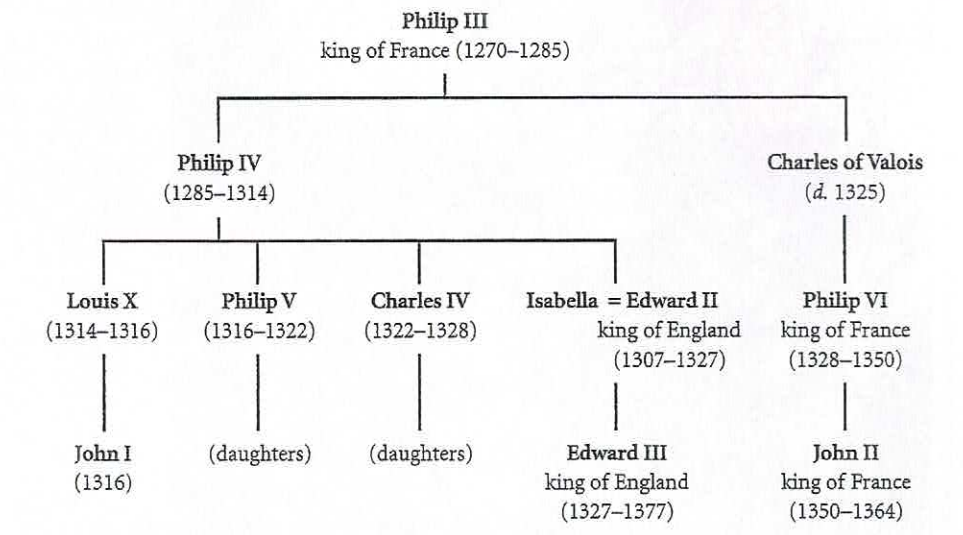 Philip III
king of France (1270–1285)
Philip IV
(1285–1314)
Charles of Valois
(d. 1325)
Louis X
(1314–1316)
Philip V
(1316–1322)
Charles IV
(1322–1328)
Isabella = Edward II
king of England
(1307–1327)
Philip VI
king of France
(1328–1350)
John I
(1316)
(daughters)
(daughters)
Edward III
king of England
(1327–1377)
John II
king of France
(1350–1364)